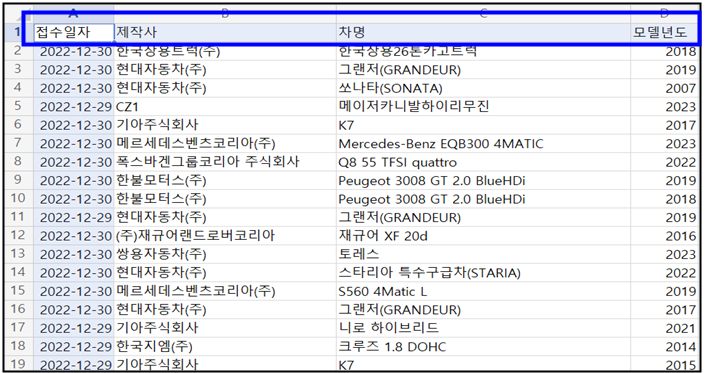 A B C D
1 접수일자 제작사 차명 모델년도
2 2022-12-30 한국상용트럭(주) 한국상용26톤카고트럭 2018
3 2022-12-30 현대자동차(주) 그랜저(GRANDEUR) 2019
4 2022-12-30 현대자동차(주) 쏘나타(SONATA) 2007
5 2022-12-29 CZ1 메이저카니발하이리무진 2023
6 2022-12-30 기아주식회사 K7 2017
7 2022-12-30 메르세데스벤츠코리아(주) Mercedes-Benz EQB300 4MATIC 2023
8 2022-12-30 폭스바겐그룹코리아 주식회사 Q8 55 TFSI quattro 2022
9 2022-12-30 한불모터스(주) Peugeot 3008 GT 2.0 BlueHDi 2019
10 2022-12-30 한불모터스(주) Peugeot 3008 GT 2.0 BlueHDi 2018
11 2022-12-29 현대자동차(주) 그랜저(GRANDEUR) 2019
12 2022-12-30 (주)재규어랜드로버코리아 재규어 XF 20d 2016
13 2022-12-30 쌍용자동차(주) 토레스 2023
14 2022-12-30 현대자동차(주) 스타리아 특수구급차(STARIA) 2022
15 2022-12-30 메르세데스벤츠코리아(주) S560 4Matic L 2019
16 2022-12-30 현대자동차(주) 그랜저(GRANDEUR) 2017
17 2022-12-29 기아주식회사 니로 하이브리드 2021
18 2022-12-29 한국지엠(주) 크루즈 1.8 DOHC 2014
19 2022-12-29 기아주식회사 K7 2015